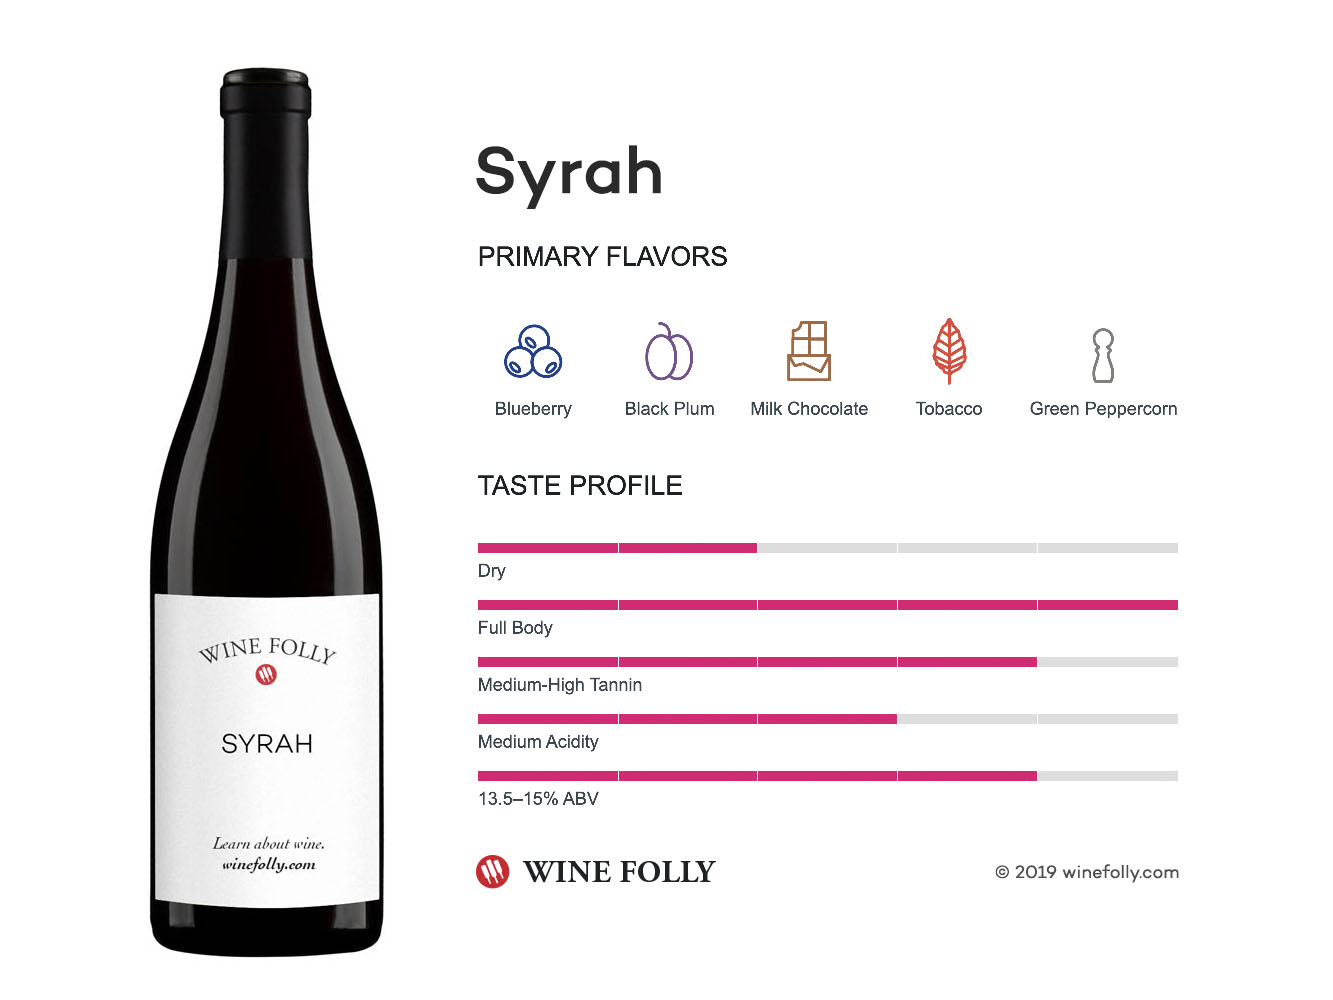 WINE FOLLY
SYRAH
Learn about wine.
winefolly.com
Syrah
PRIMARY FLAVORS
Blueberry
Black Plum
Milk Chocolate
Tobacco
Green Peppercorn
TASTE PROFILE
Dry
Full Body
Medium-High Tannin
Medium Acidity
13.5–15% ABV
WINE FOLLY
© 2019 winefolly.com